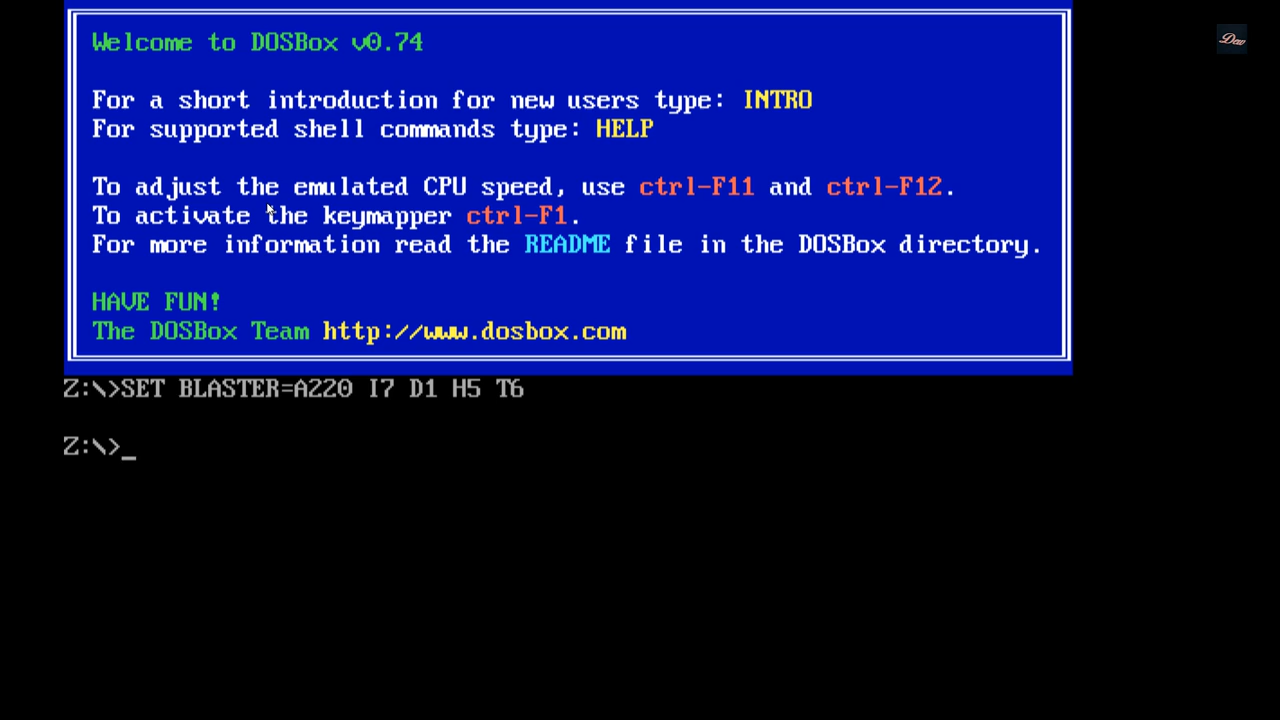 Welcome to DOSBox v0.74
For a short introduction for new users type: INTRO
For supported shell commands type: HELP
To adjust the emulated CPU speed, use ctrl-F11 and ctrl-F12.
To activate the keymapper ctrl-F1.
For more information read the README file in the DOSBox directory.
HAVE FUN!
The DOSBox Team http://www.dosbox.com
Z:\>SET BLASTER=A220 I7 D1 H5 T6
Z:\>_
Dew